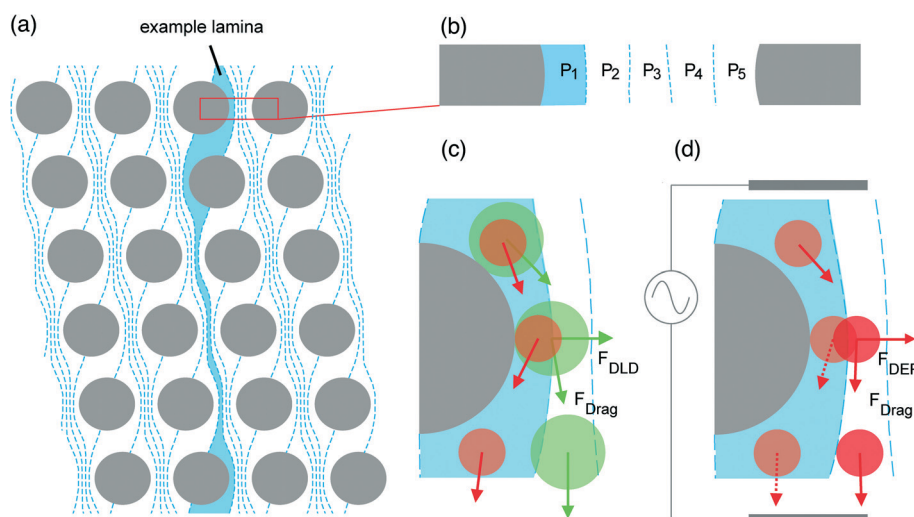 (a)
example lamina
(b)
P1 P2 P3 P4 P5
(c)
FDLD
FDrag
(d)
FDEP
FDrag